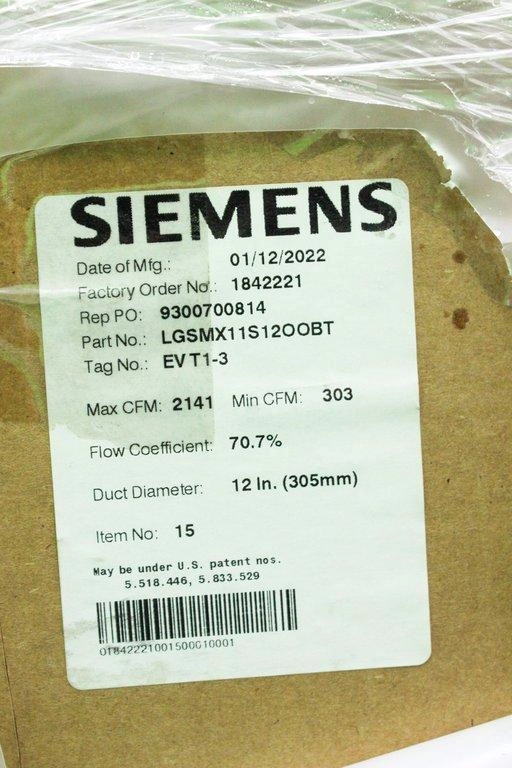 SIEMENS
Date of Mfg.: 01/12/2022
Factory Order No.: 1842221
Rep PO: 9300700814
Part No.: LGSMX11S12OOBT
Tag No.: EV T1-3
Max CFM: 2141 Min CFM: 303
Flow Coefficient: 70.7%
Duct Diameter: 12 In. (305mm)
Item No: 15
May be under U.S. patent nos.
5.518.446, 5.833.529
01842221001500010001